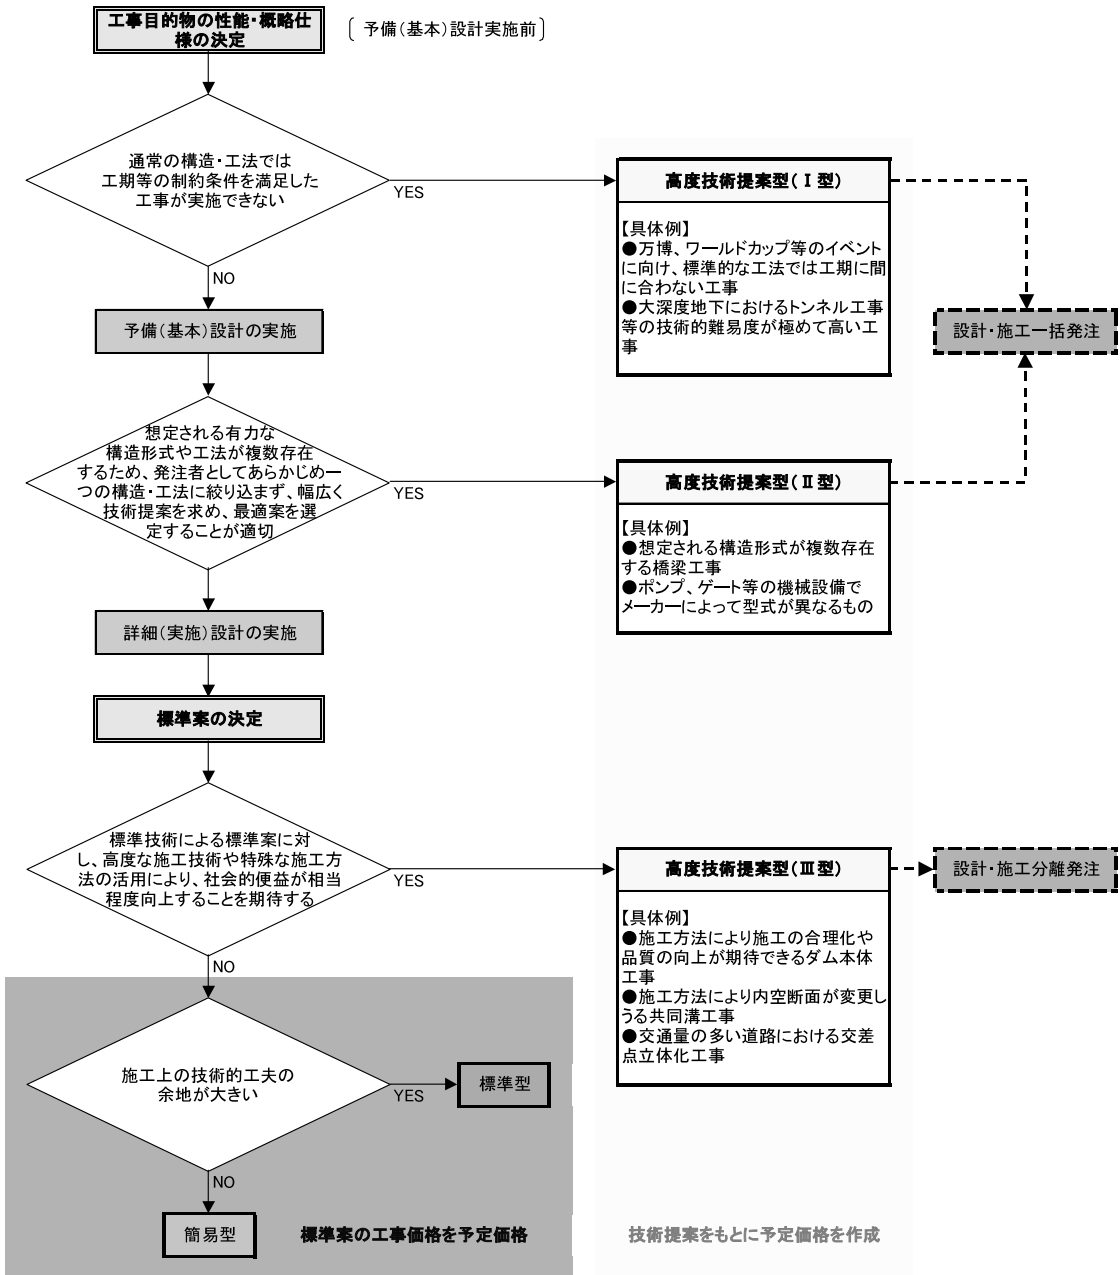 工事目的物の性能・概略仕
様の決定
〔 予備(基本)設計実施前 〕
通常の構造・工法では
工期等の制約条件を満足した
工事が実施できない
YES
NO
高度技術提案型(Ⅰ型)
【具体例】
●万博、ワールドカップ等のイベント
に向け、標準的な工法では工期に間
に合わない工事
●大深度地下におけるトンネル工事
等の技術的難易度が極めて高い工
事
設計・施工一括発注
予備(基本)設計の実施
想定される有力な
構造形式や工法が複数存在
するため、発注者としてあらかじめ一
つの構造・工法に絞り込まず、幅広く
技術提案を求め、最適案を選
定することが適切
YES
高度技術提案型(Ⅱ型)
【具体例】
●想定される構造形式が複数存在
する橋梁工事
●ポンプ、ゲート等の機械設備で
メーカーによって型式が異なるもの
詳細(実施)設計の実施
標準案の決定
標準技術による標準案に対
し、高度な施工技術や特殊な施工方
法の活用により、社会的便益が相当
程度向上することを期待する
YES
NO
高度技術提案型(Ⅲ型)
【具体例】
●施工方法により施工の合理化や
品質の向上が期待できるダム本体
工事
●施工方法により内空断面が変更し
うる共同溝工事
●交通量の多い道路における交差
点立体化工事
設計・施工分離発注
施工上の技術的工夫の
余地が大きい
YES
標準型
NO
簡易型
標準案の工事価格を予定価格
技術提案をもとに予定価格を作成